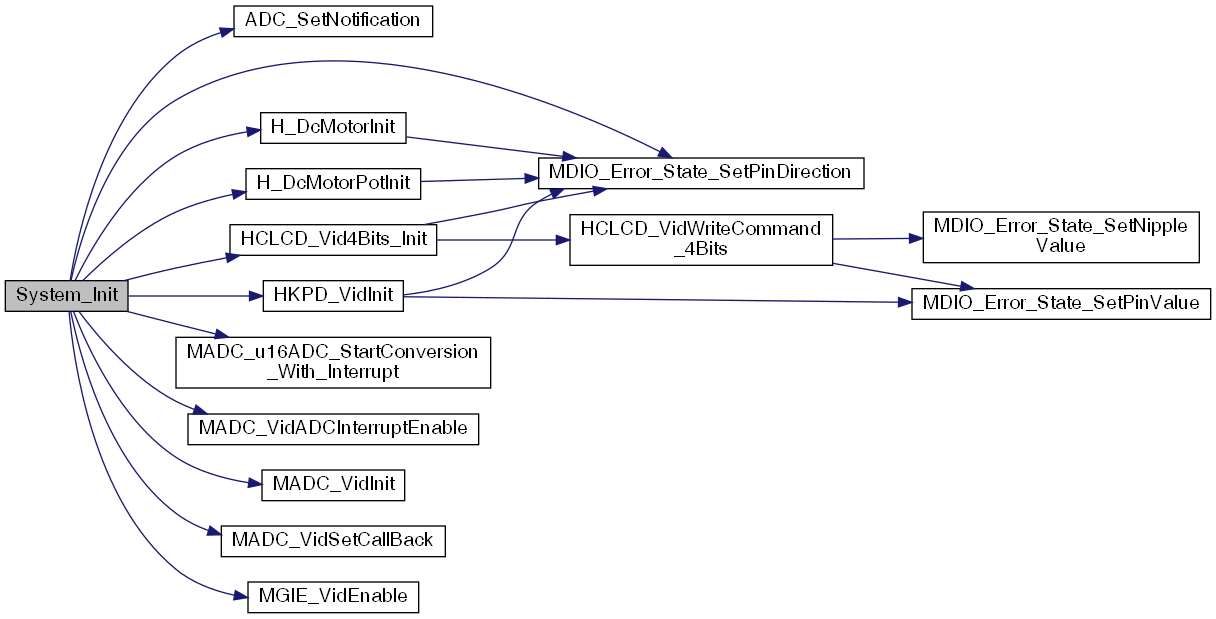 ADC_SetNotification
H_DcMotorInit
MDIO_Error_State_SetPinDirection
H_DcMotorPotInit
HCLCD_Vid4Bits_Init
HCLCD_VidWriteCommand
_4Bits
MDIO_Error_State_SetNipple
Value
System_Init
HKPD_VidInit
MDIO_Error_State_SetPinValue
MADC_u16ADC_StartConversion
_With_Interrupt
MADC_VidADCInterruptEnable
MADC_VidInit
MADC_VidSetCallBack
MGIE_VidEnable